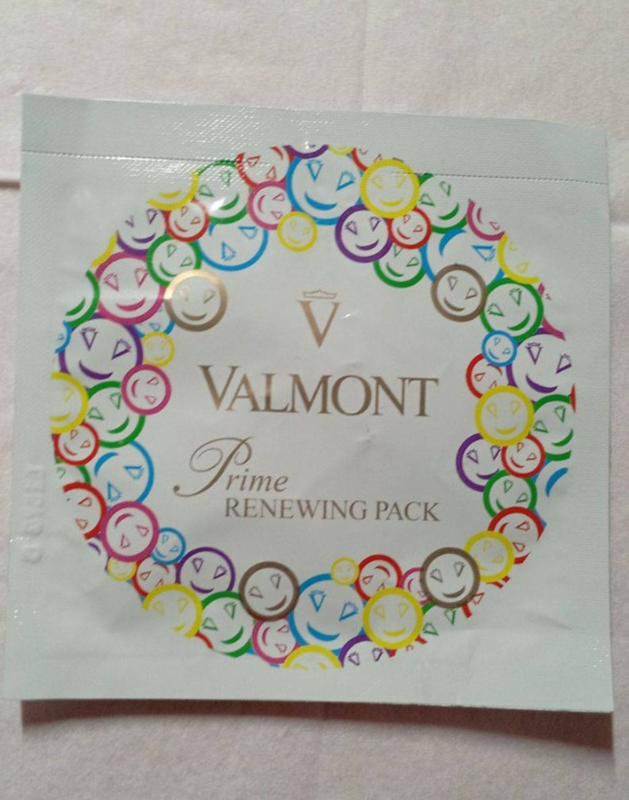 V
VALMONT
Prime
RENEWING PACK